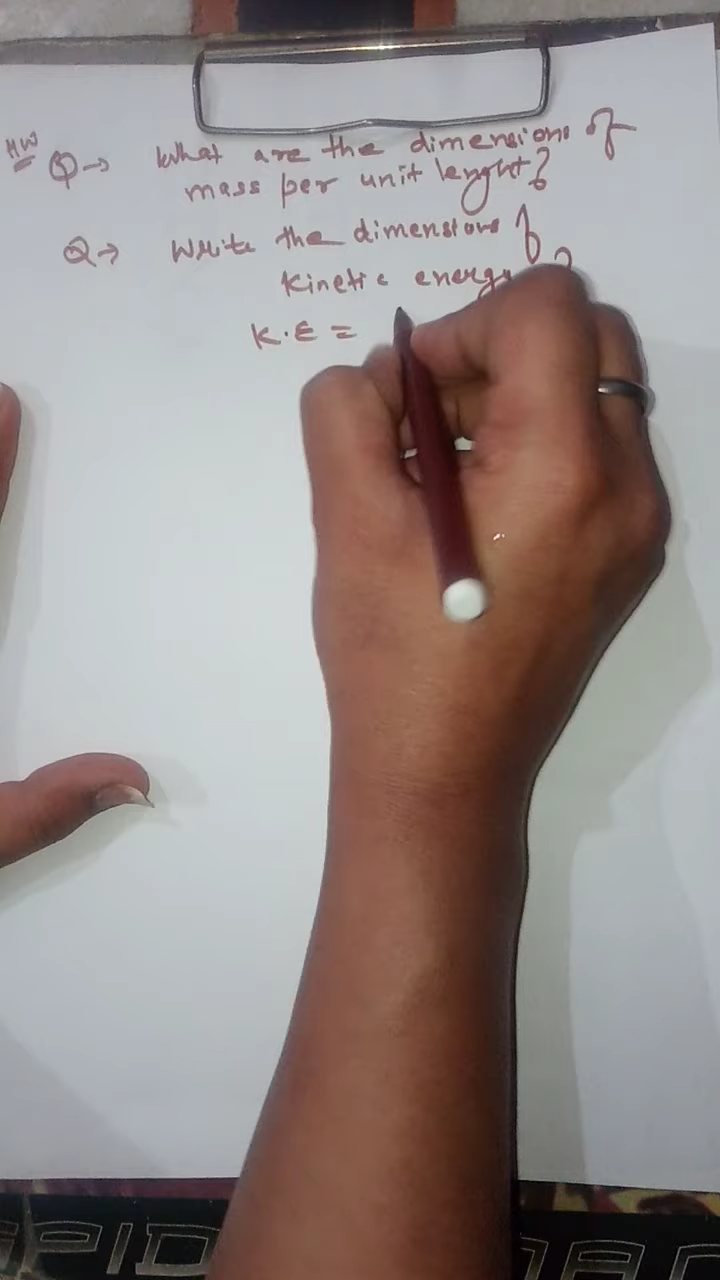 HW
Q→ What are the dimensions of
mass per unit lenght?
Q→ Write the dimensions of
Kinetic energy?
K.E =